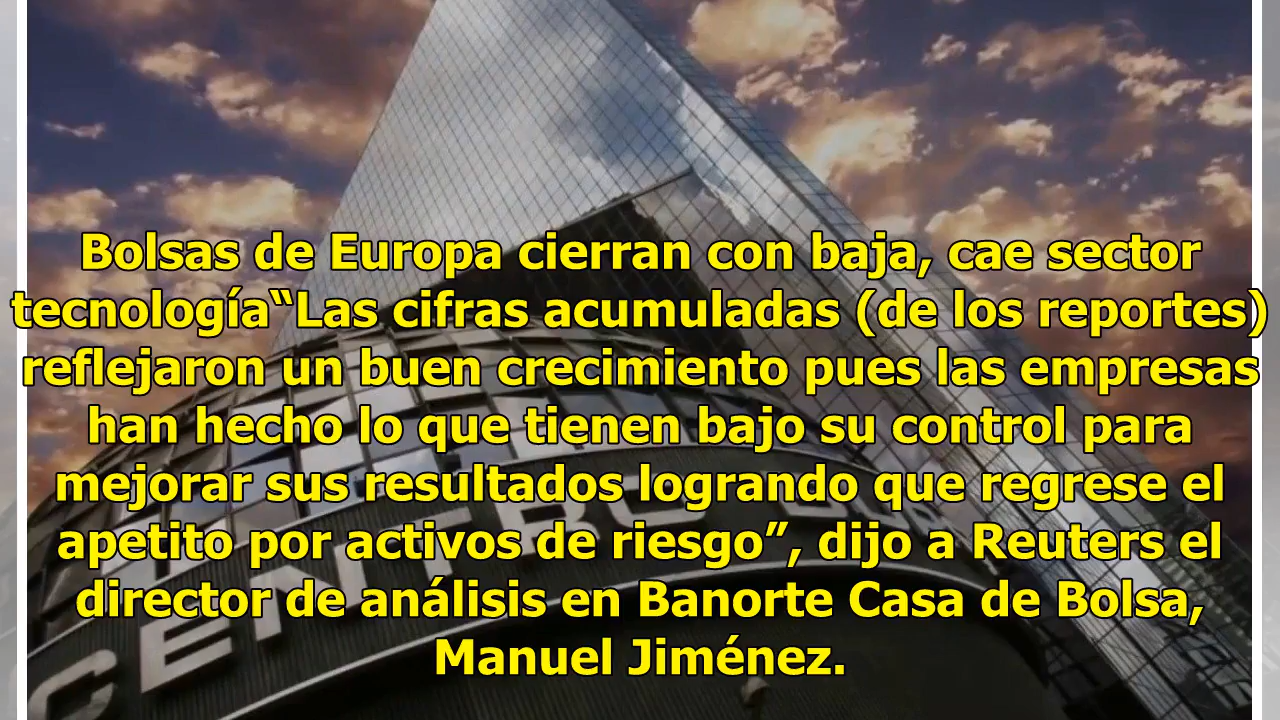 Bolsas de Europa cierran con baja, cae sector
tecnología“Las cifras acumuladas (de los reportes)
reflejaron un buen crecimiento pues las empresas
han hecho lo que tienen bajo su control para
mejorar sus resultados logrando que regrese el
apetito por activos de riesgo”, dijo a Reuters el
director de análisis en Banorte Casa de Bolsa,
Manuel Jiménez.
CENTRO